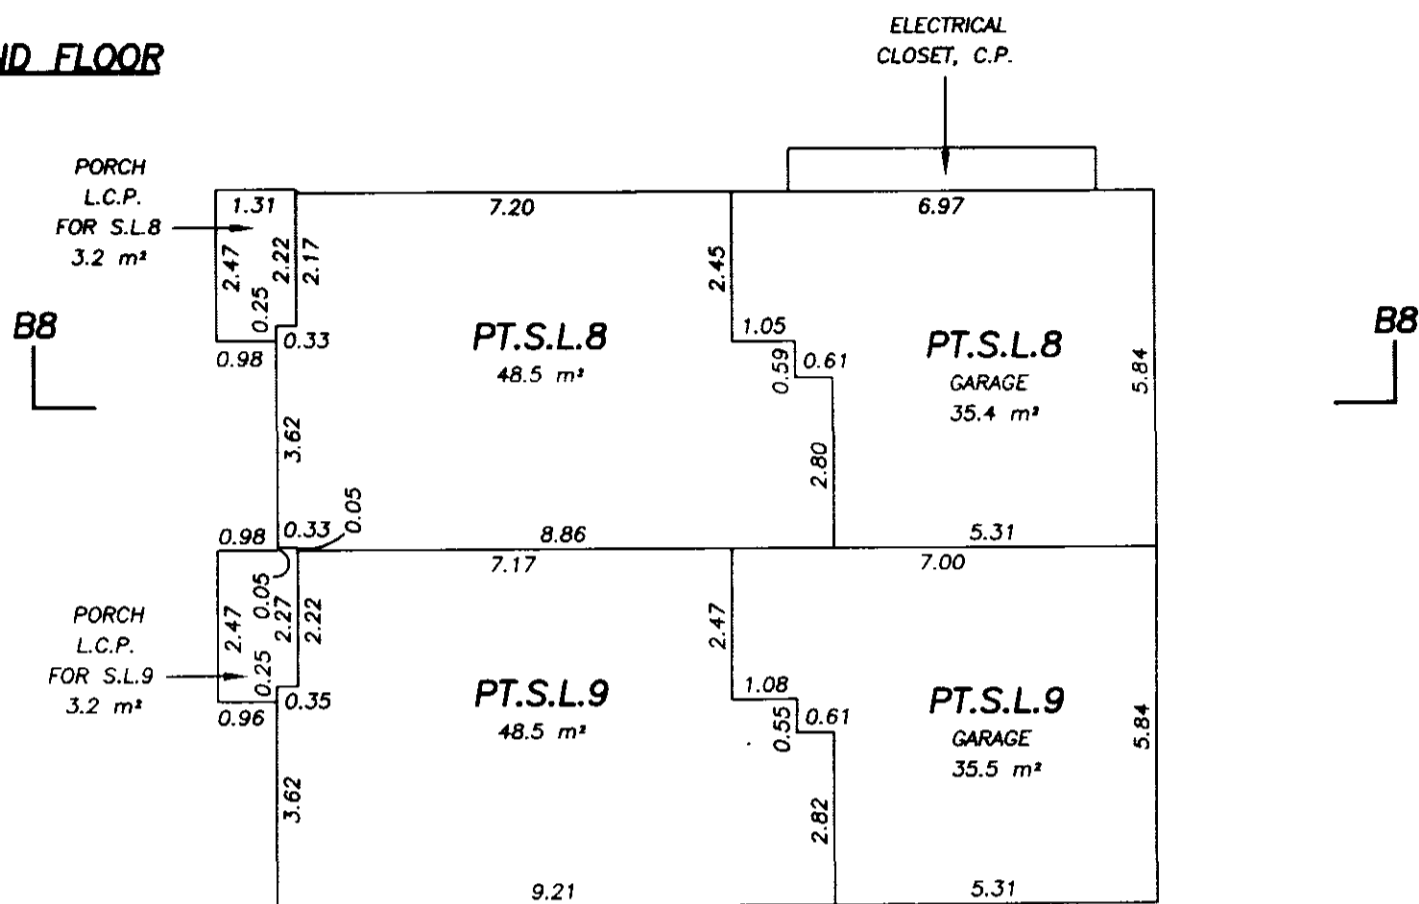 ND FLOOR
ELECTRICAL
CLOSET, C.P.
PORCH
L.C.P.
FOR S.L.8
3.2 m²
1.31
2.47
2.22
2.17
0.25
0.33
0.98
7.20
2.45
6.97
B8
B8
PT.S.L.8
48.5 m²
1.05
0.59
0.61
PT.S.L.8
GARAGE
35.4 m²
5.84
3.62
2.80
0.98
0.33
0.05
8.86
5.31
7.17
7.00
PORCH
L.C.P.
FOR S.L.9
3.2 m²
2.47
0.05
2.27
2.22
0.25
0.35
0.96
2.47
PT.S.L.9
48.5 m²
1.08
0.55
0.61
PT.S.L.9
GARAGE
35.5 m²
5.84
3.62
2.82
9.21
5.31